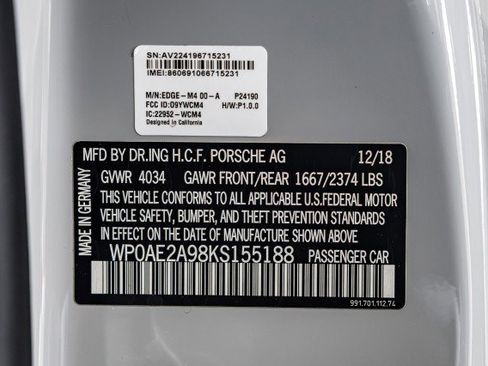 SN:AV224196715231
IMEI:860691066715231
M/N:EDGE-M4 00-A P24190
FCC ID:O9YWCM4 H/W:P1.0.0
IC:22952-WCM4
Designed in California
MFD BY DR.ING H.C.F. PORSCHE AG 12/18
GVWR 4034 GAWR FRONT/REAR 1667/2374 LBS
THIS VEHICLE CONFORMS TO ALL APPLICABLE U.S.FEDERAL MOTOR
VEHICLE SAFETY, BUMPER, AND THEFT PREVENTION STANDARDS
IN EFFECT ON THE DATE OF MANUFACTURE SHOWN ABOVE.
WP0AE2A98KS155188 PASSENGER CAR
MADE IN GERMANY
991.701.112.74